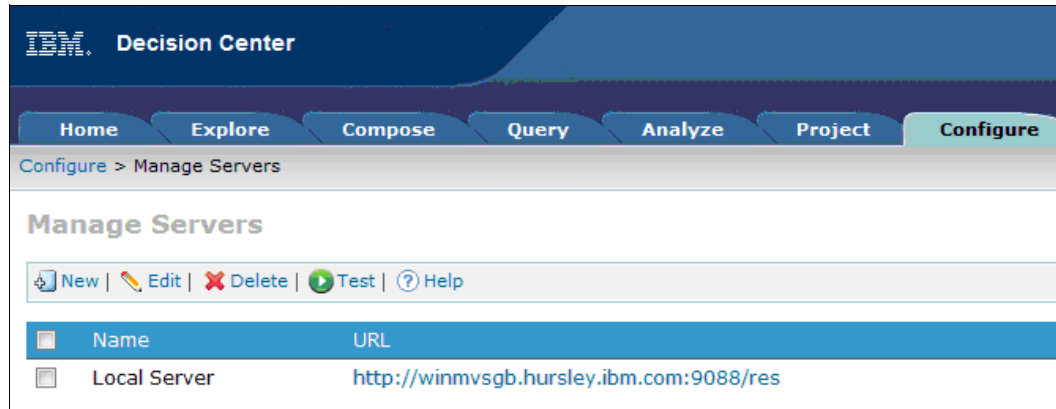 IBM. Decision Center
Home Explore Compose Query Analyze Project Configure
Configure > Manage Servers
Manage Servers
New | Edit | Delete | Test | ? Help
Name URL
Local Server http://winmvsgb.hursley.ibm.com:9088/res